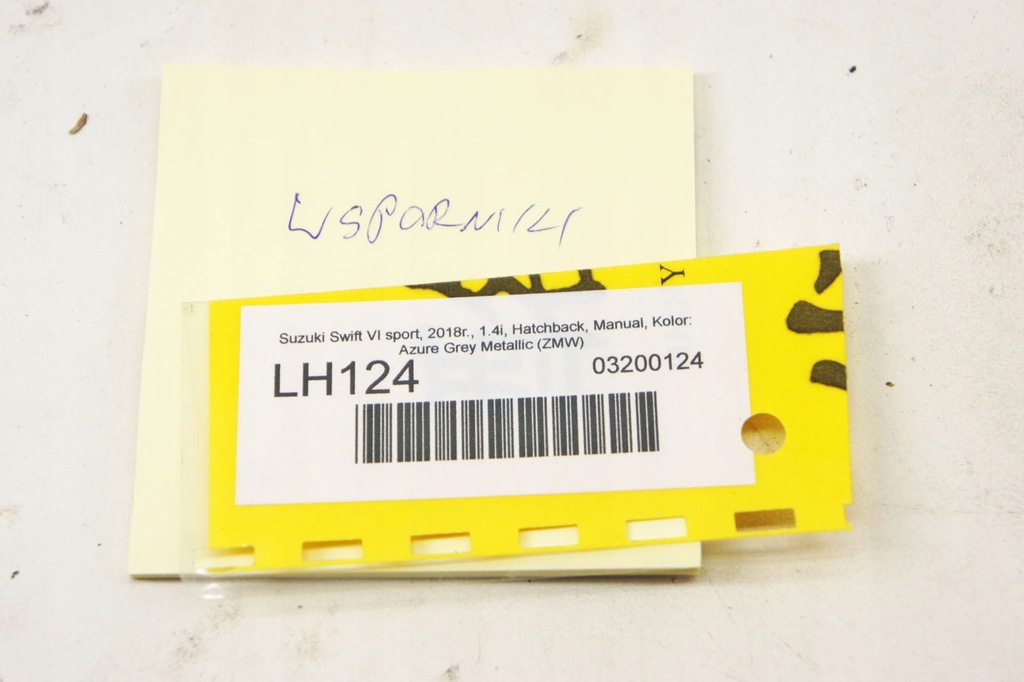 WSPORNIKI
Y
Suzuki Swift VI sport, 2018r., 1.4i, Hatchback, Manual, Kolor:
Azure Grey Metallic (ZMW)
LH124
03200124